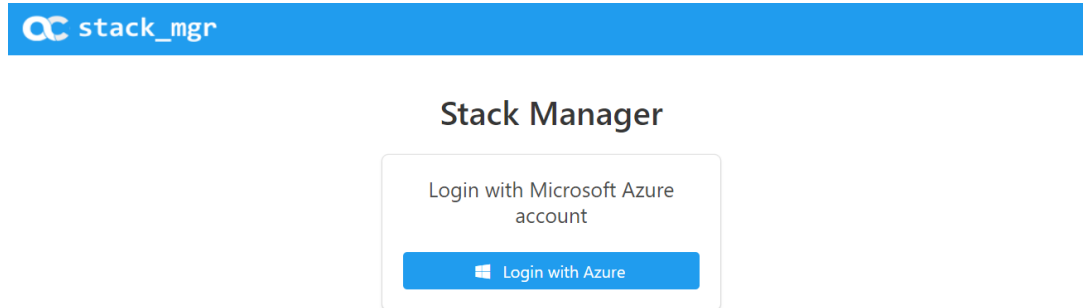 stack_mgr
Stack Manager
Login with Microsoft Azure
account
Login with Azure